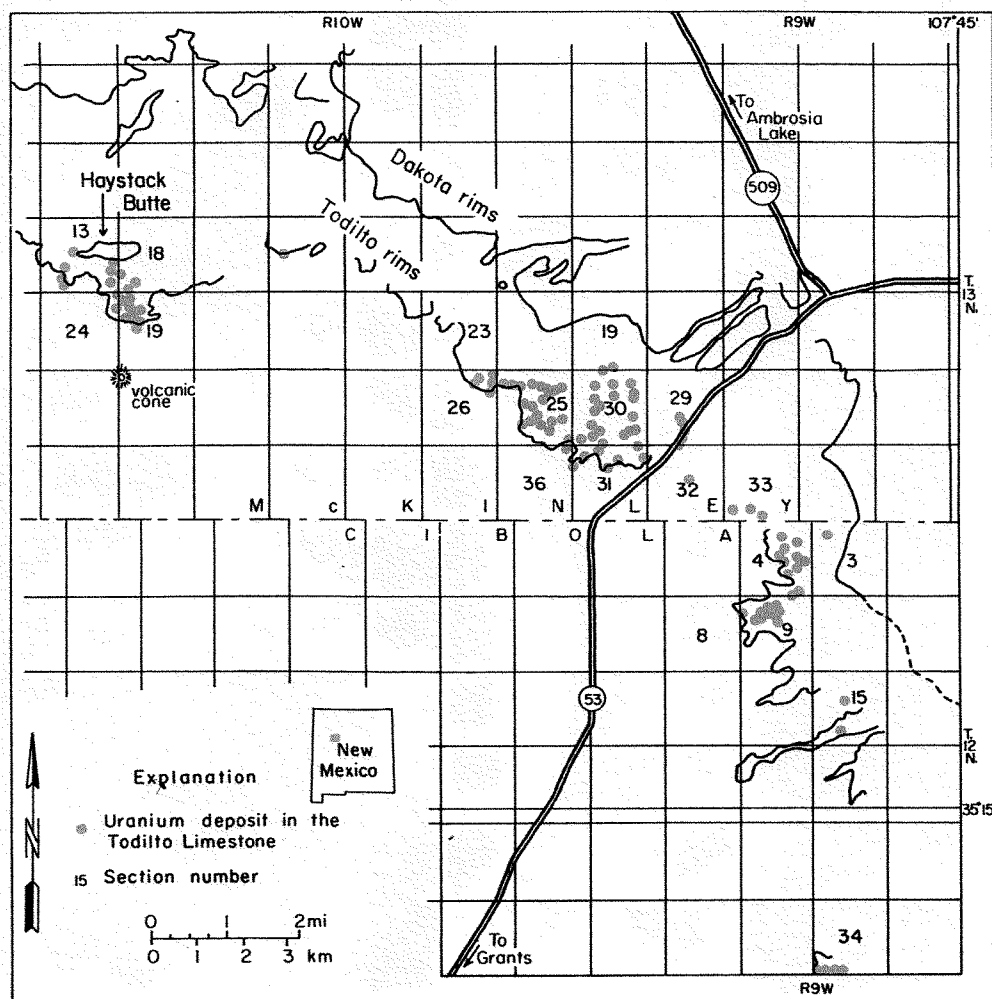 R10W
R9W
107°45'
To
Ambrosia
Lake
509
Dakota rims
Todilto rims
Haystack
Butte
13
18
T.
13
N.
24
19
23
19
volcanic
cone
26
25
30
29
36
31
32
33
M c K I N L E Y
C I B O L A
4
3
8
9
53
15
T.
12
N.
35°15
New
Mexico
Explanation
Uranium deposit in the
Todilto Limestone
15 Section number
N
0 1 2mi
1 2 3 km
To
Grants
34
R9W